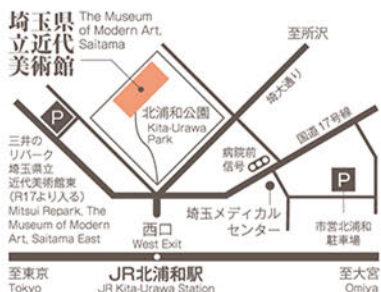 埼玉県
立近代
美術館
The Museum
of Modern Art,
Saitama
至所沢
埼大通り
国道17号線
北浦和公園
Kita-Urawa
Park
P
三井の
リパーク
埼玉県立
近代美術館東
(R17より入る)
Mitsui Repark, The
Museum of Modern
Art, Saitama East
病院前
信号
P
西口
West Exit
埼玉メディカル
センター
市営北浦和
駐車場
至東京
Tokyo
JR北浦和駅
JR Kita-Urawa Station
至大宮
Omiya